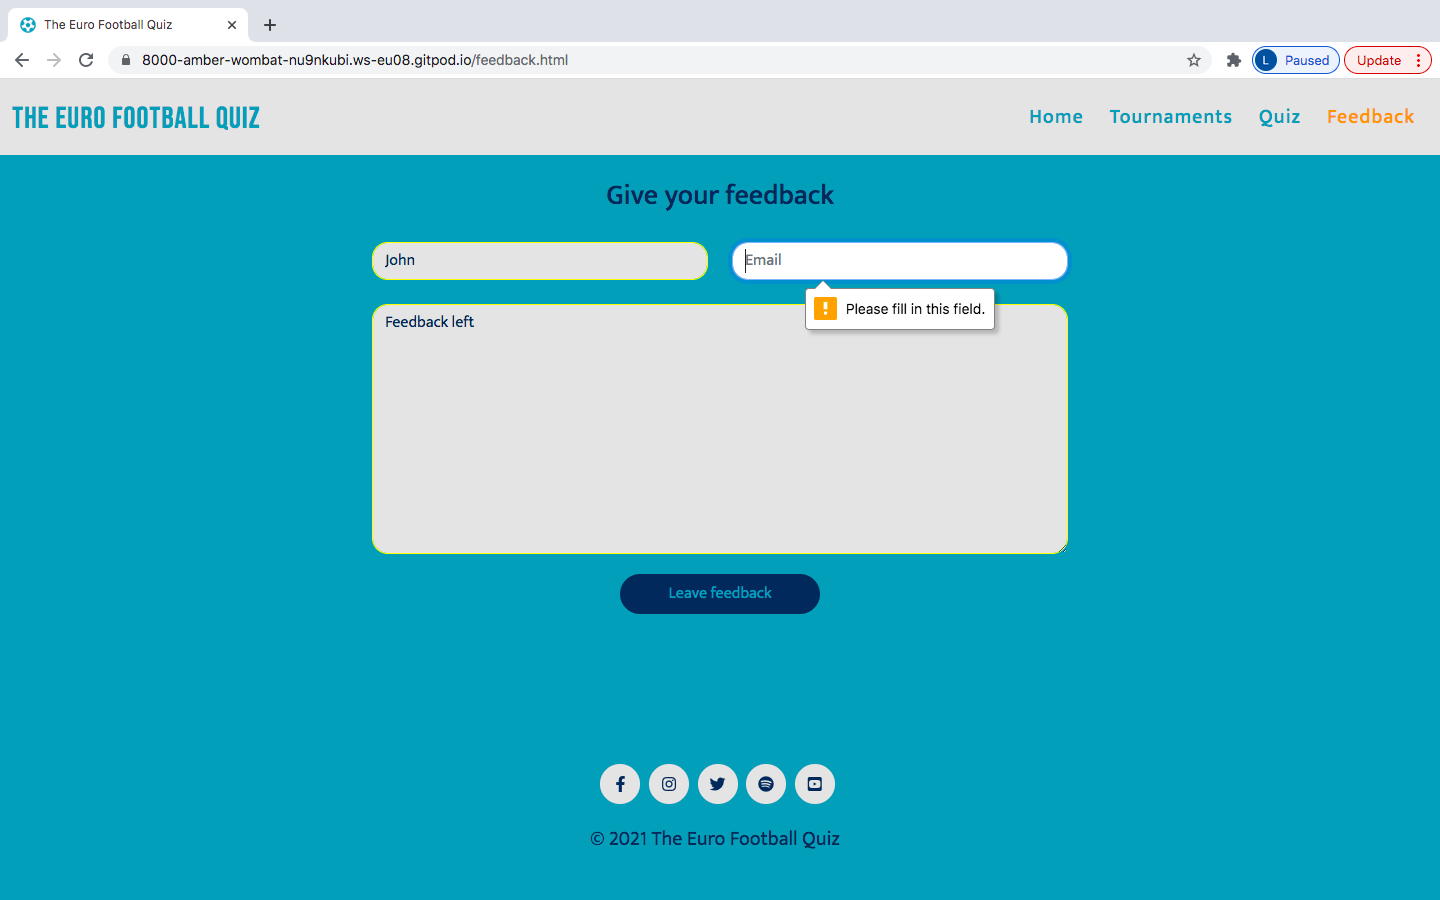 The Euro Football Quiz
8000-amber-wombat-nu9nkubi.ws-eu08.gitpod.io/feedback.html
L Paused
Update
THE EURO FOOTBALL QUIZ
Home Tournaments Quiz Feedback
Give your feedback
John
Email
Please fill in this field.
Feedback left
Leave feedback
© 2021 The Euro Football Quiz